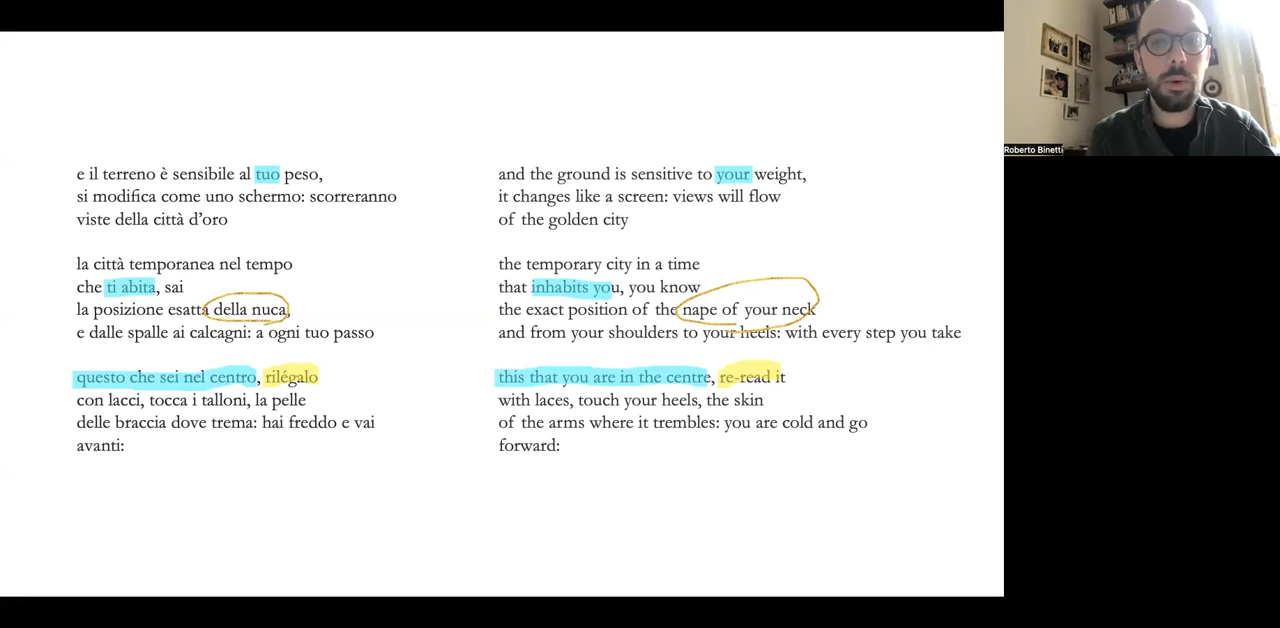 e il terreno è sensibile al tuo peso,
si modifica come uno schermo: scorreranno
viste della città d’oro
la città temporanea nel tempo
che ti abita, sai
la posizione esatta della nuca,
e dalle spalle ai calcagni: a ogni tuo passo
questo che sei nel centro, rilégalo
con lacci, tocca i talloni, la pelle
delle braccia dove trema: hai freddo e vai
avanti:
and the ground is sensitive to your weight,
it changes like a screen: views will flow
of the golden city
the temporary city in a time
that inhabits you, you know
the exact position of the nape of your neck
and from your shoulders to your heels: with every step you take
this that you are in the centre, re-read it
with laces, touch your heels, the skin
of the arms where it trembles: you are cold and go
forward:
Roberto Binetti